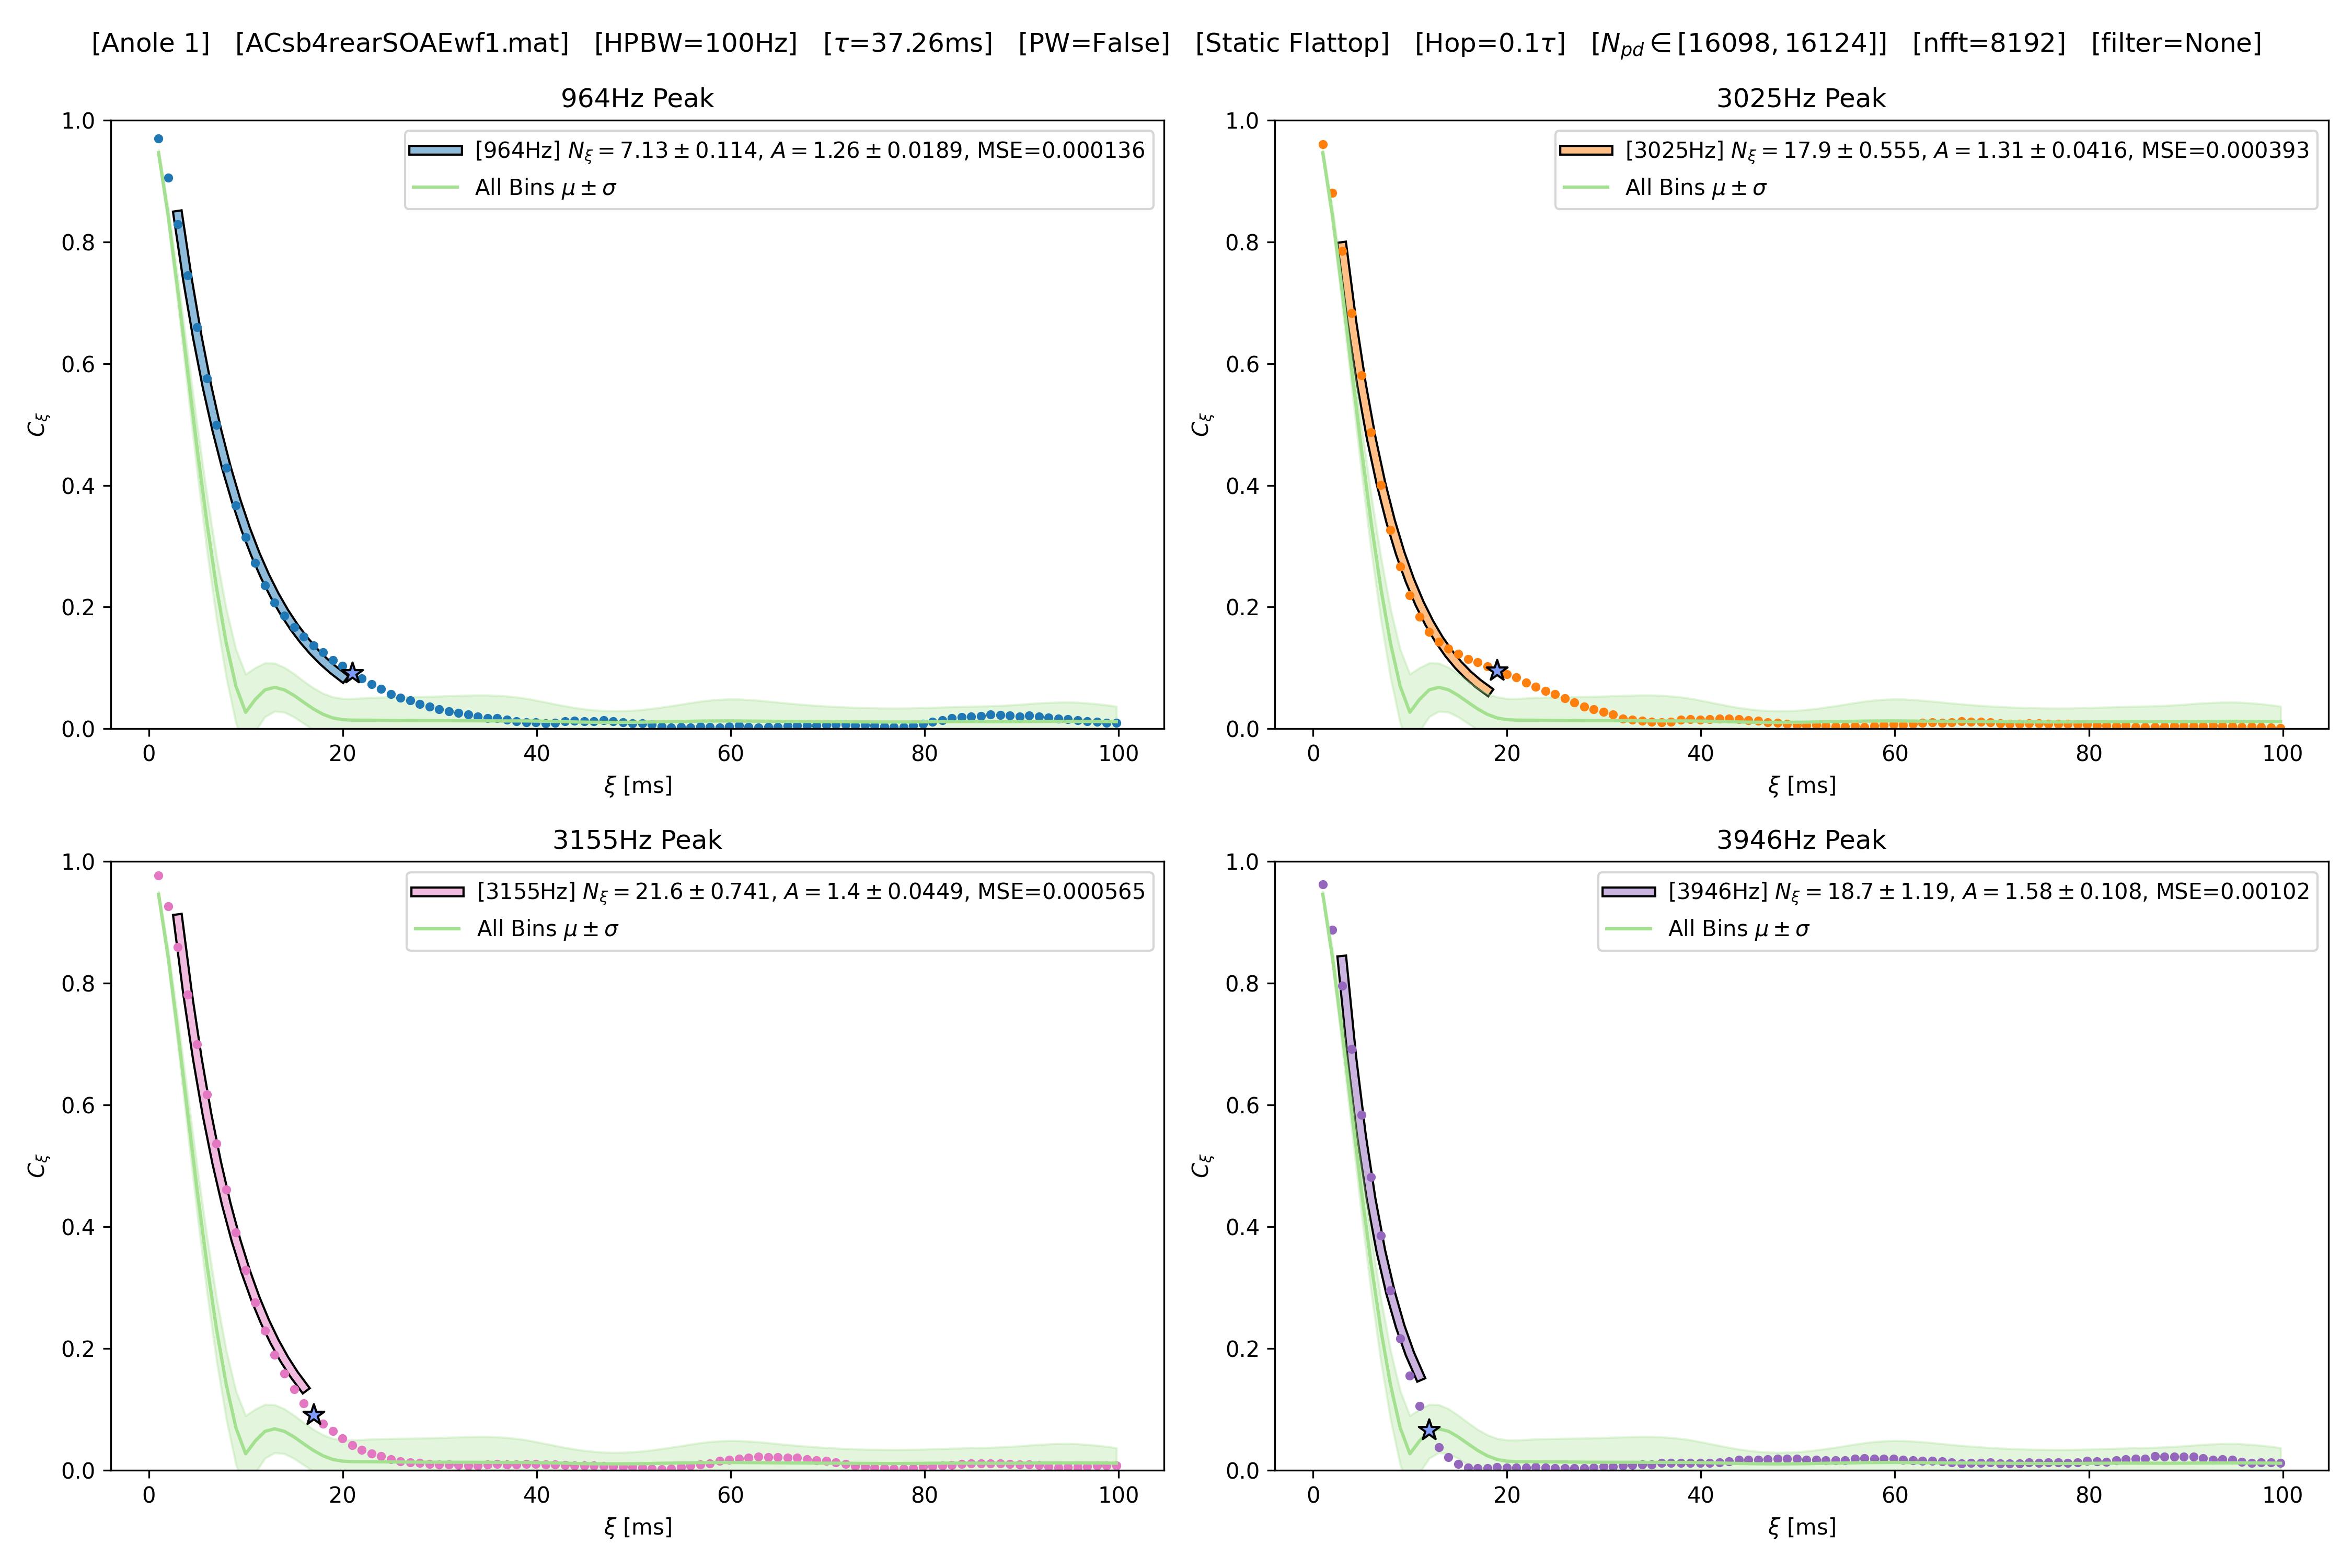 [Anole 1] [ACsb4rearSOAEwf1.mat] [HPBW=100Hz] [τ=37.26ms] [PW=False] [Static Flattop] [Hop=0.1τ] [N_pd ∈ [16098, 16124]] [nfft=8192] [filter=None]
964Hz Peak
[964Hz] N_ξ = 7.13 ± 0.114, A = 1.26 ± 0.0189, MSE=0.000136
All Bins μ ± σ
1.0
0.8
0.6
0.4
0.2
0.0
C_ξ
0 20 40 60 80 100
ξ [ms]
3025Hz Peak
[3025Hz] N_ξ = 17.9 ± 0.555, A = 1.31 ± 0.0416, MSE=0.000393
All Bins μ ± σ
1.0
0.8
0.6
0.4
0.2
0.0
C_ξ
0 20 40 60 80 100
ξ [ms]
3155Hz Peak
[3155Hz] N_ξ = 21.6 ± 0.741, A = 1.4 ± 0.0449, MSE=0.000565
All Bins μ ± σ
1.0
0.8
0.6
0.4
0.2
0.0
C_ξ
0 20 40 60 80 100
ξ [ms]
3946Hz Peak
[3946Hz] N_ξ = 18.7 ± 1.19, A = 1.58 ± 0.108, MSE=0.00102
All Bins μ ± σ
1.0
0.8
0.6
0.4
0.2
0.0
C_ξ
0 20 40 60 80 100
ξ [ms]